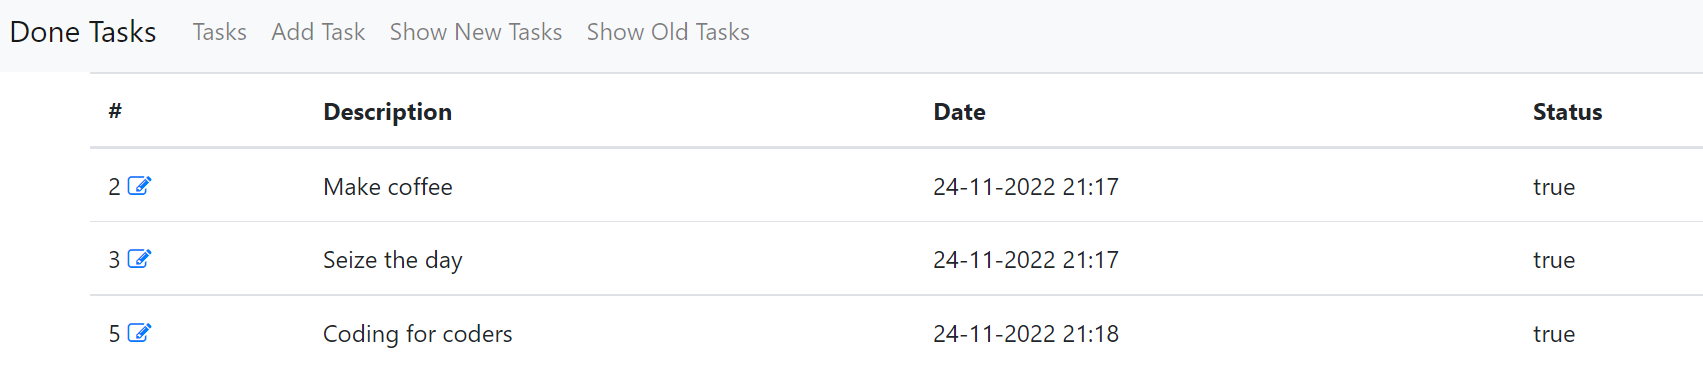 Done Tasks Tasks Add Task Show New Tasks Show Old Tasks
# Description Date Status
2 Make coffee 24-11-2022 21:17 true
3 Seize the day 24-11-2022 21:17 true
5 Coding for coders 24-11-2022 21:18 true